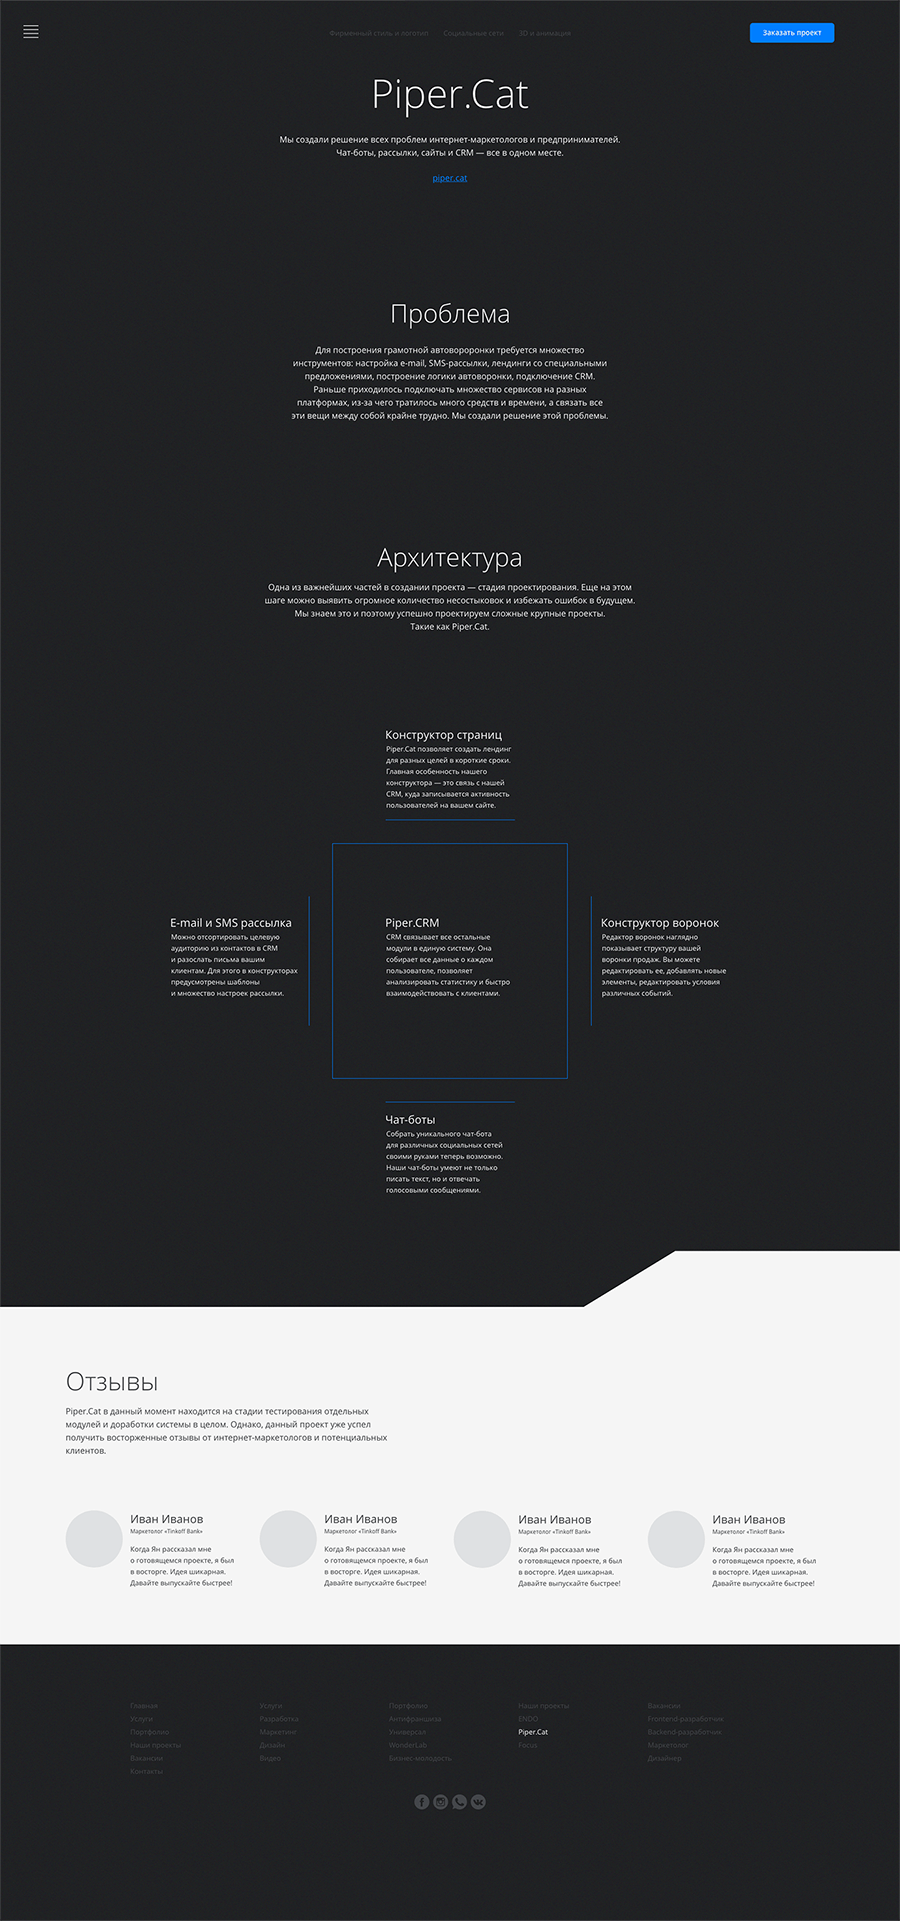 Фирменный стиль и логотип Социальные сети 3D и анимация
Заказать проект
Piper.Cat
Мы создали решение всех проблем интернет-маркетологов и предпринимателей.
Чат-боты, рассылки, сайты и CRM — все в одном месте.
piper.cat
Проблема
Для построения грамотной автовороронки требуется множество
инструментов: настройка e-mail, SMS-рассылки, лендинги со специальными
предложениями, построение логики автоворонки, подключение CRM.
Раньше приходилось подключать множество сервисов на разных
платформах, из-за чего тратилось много средств и времени, а связать все
эти вещи между собой крайне трудно. Мы создали решение этой проблемы.
Архитектура
Одна из важнейших частей в создании проекта — стадия проектирования. Еще на этом
шаге можно выявить огромное количество несостыковок и избежать ошибок в будущем.
Мы знаем это и поэтому успешно проектируем сложные крупные проекты.
Такие как Piper.Cat.
Конструктор страниц
Piper.Cat позволяет создать лендинг
для разных целей в короткие сроки.
Главная особенность нашего
конструктора — это связь с нашей
CRM, куда записывается активность
пользователей на вашем сайте.
E-mail и SMS рассылка
Можно отсортировать целевую
аудиторию из контактов в CRM
и разослать письма вашим
клиентам. Для этого в конструкторах
предусмотрены шаблоны
и множество настроек рассылки.
Piper.CRM
CRM связывает все остальные
модули в единую систему. Она
собирает все данные о каждом
пользователе, позволяет
анализировать статистику и быстро
взаимодействовать с клиентами.
Конструктор воронок
Редактор воронок наглядно
показывает структуру вашей
воронки продаж. Вы можете
редактировать ее, добавлять новые
элементы, редактировать условия
различных событий.
Чат-боты
Собрать уникального чат-бота
для различных социальных сетей
своими руками теперь возможно.
Наши чат-боты умеют не только
писать текст, но и отвечать
голосовыми сообщениями.
Отзывы
Piper.Cat в данный момент находится на стадии тестирования отдельных
модулей и доработки системы в целом. Однако, данный проект уже успел
получить восторженные отзывы от интернет-маркетологов и потенциальных
клиентов.
Иван Иванов
Маркетолог «Tinkoff Bank»
Когда Ян рассказал мне
о готовящемся проекте, я был
в восторге. Идея шикарная.
Давайте выпускайте быстрее!
Иван Иванов
Маркетолог «Tinkoff Bank»
Когда Ян рассказал мне
о готовящемся проекте, я был
в восторге. Идея шикарная.
Давайте выпускайте быстрее!
Иван Иванов
Маркетолог «Tinkoff Bank»
Когда Ян рассказал мне
о готовящемся проекте, я был
в восторге. Идея шикарная.
Давайте выпускайте быстрее!
Иван Иванов
Маркетолог «Tinkoff Bank»
Когда Ян рассказал мне
о готовящемся проекте, я был
в восторге. Идея шикарная.
Давайте выпускайте быстрее!
Главная
Услуги
Портфолио
Наши проекты
Вакансии
Контакты
Услуги
Разработка
Маркетинг
Дизайн
Видео
Портфолио
Антифраншиза
Универсал
WonderLab
Бизнес-молодость
Наши проекты
ENDO
Piper.Cat
Focus
Вакансии
Frontend-разработчик
Backend-разработчик
Маркетолог
Дизайнер